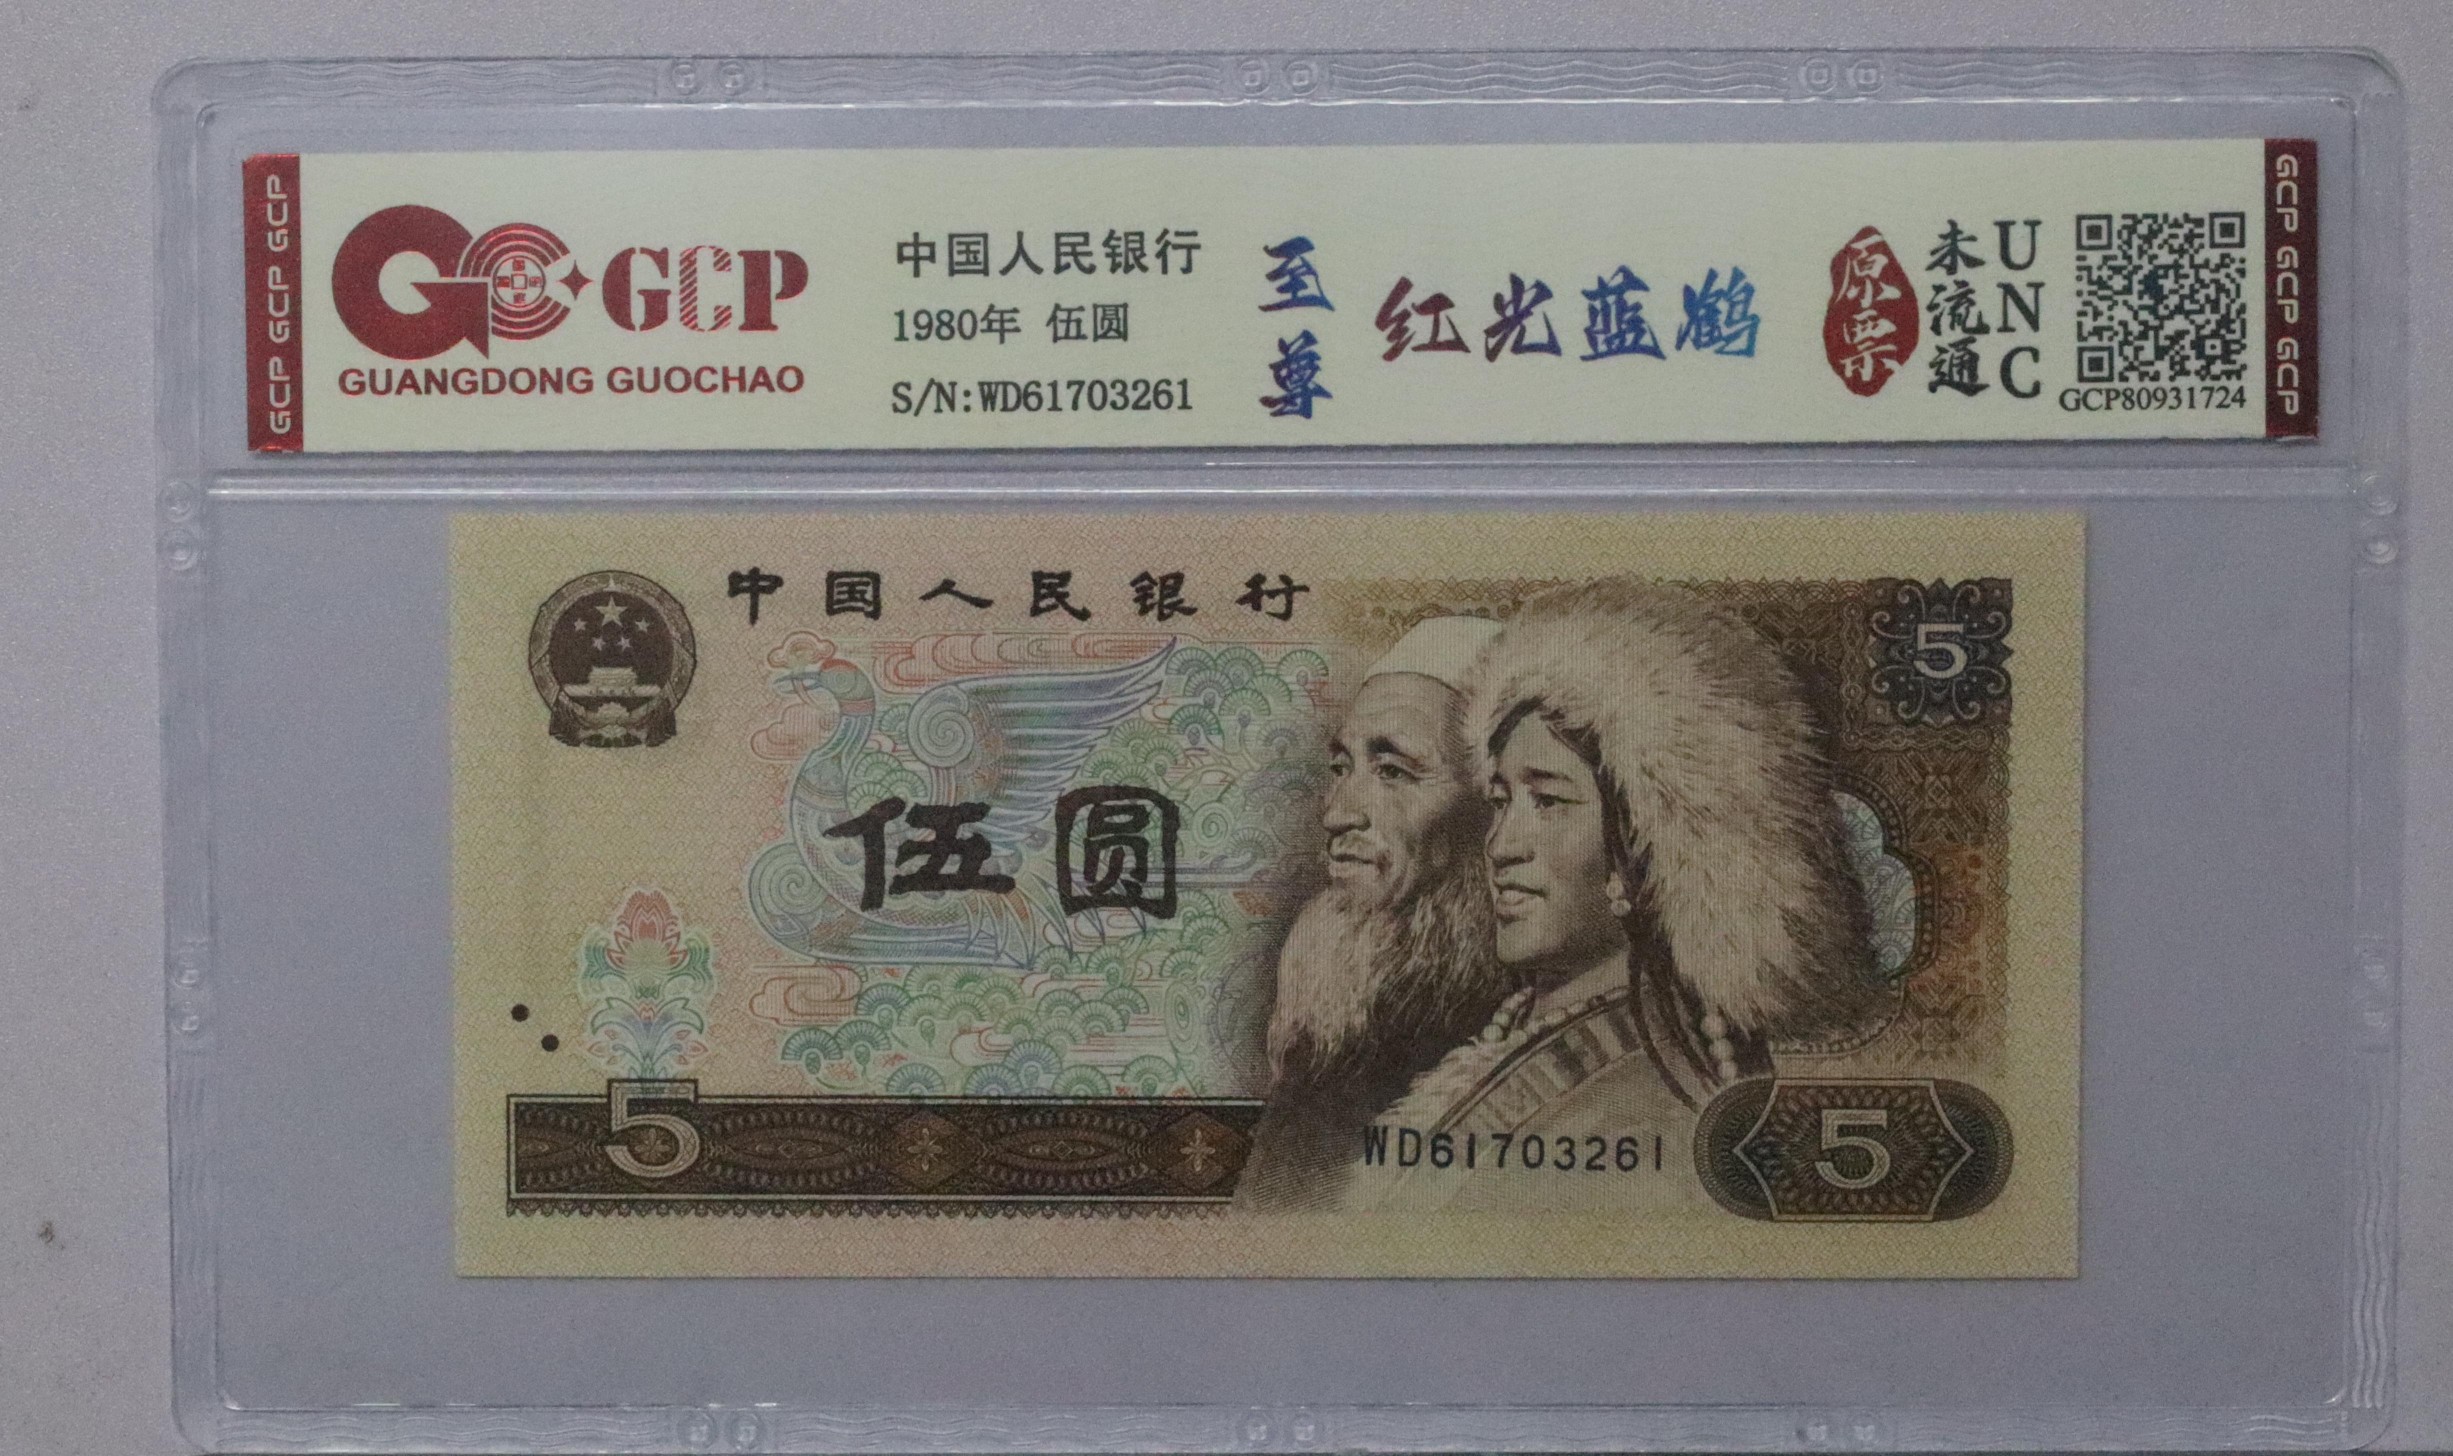 GCP GCP GCP
GC GCP
GUANGDONG GUOCHAO
中国人民银行
1980年 伍圆
S/N:WD61703261
至尊
红光蓝鹤
原票
未流通
UNC
GCP80931724
GCP GCP GCP
中国人民银行
5
伍圆
5
WD61703261
5